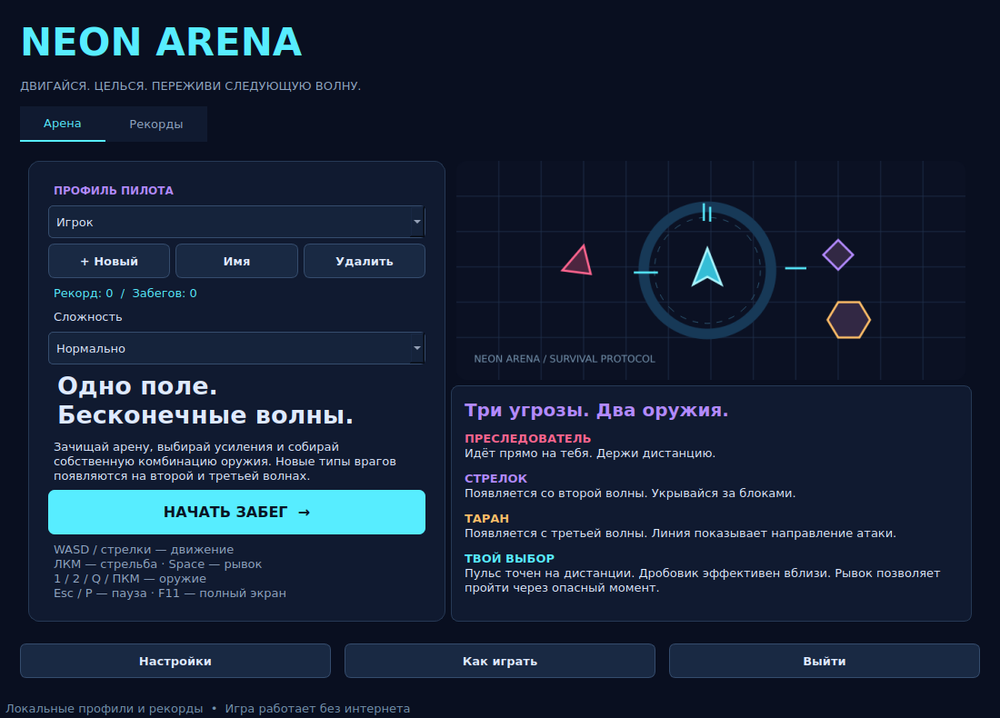 NEON ARENA
ДВИГАЙСЯ. ЦЕЛЬСЯ. ПЕРЕЖИВИ СЛЕДУЮЩУЮ ВОЛНУ.
Арена
Рекорды
ПРОФИЛЬ ПИЛОТА
Игрок
+ Новый
Имя
Удалить
Рекорд: 0 / Забегов: 0
Сложность
Нормально
Одно поле.
Бесконечные волны.
Зачищай арену, выбирай усиления и собирай
собственную комбинацию оружия. Новые типы врагов
появляются на второй и третьей волнах.
НАЧАТЬ ЗАБЕГ →
WASD / стрелки — движение
ЛКМ — стрельба · Space — рывок
1 / 2 / Q / ПКМ — оружие
Esc / P — пауза · F11 — полный экран
NEON ARENA / SURVIVAL PROTOCOL
Три угрозы. Два оружия.
ПРЕСЛЕДОВАТЕЛЬ
Идёт прямо на тебя. Держи дистанцию.
СТРЕЛОК
Появляется со второй волны. Укрывайся за блоками.
ТАРАН
Появляется с третьей волны. Линия показывает направление атаки.
ТВОЙ ВЫБОР
Пульс точен на дистанции. Дробовик эффективен вблизи. Рывок позволяет
пройти через опасный момент.
Настройки
Как играть
Выйти
Локальные профили и рекорды • Игра работает без интернета